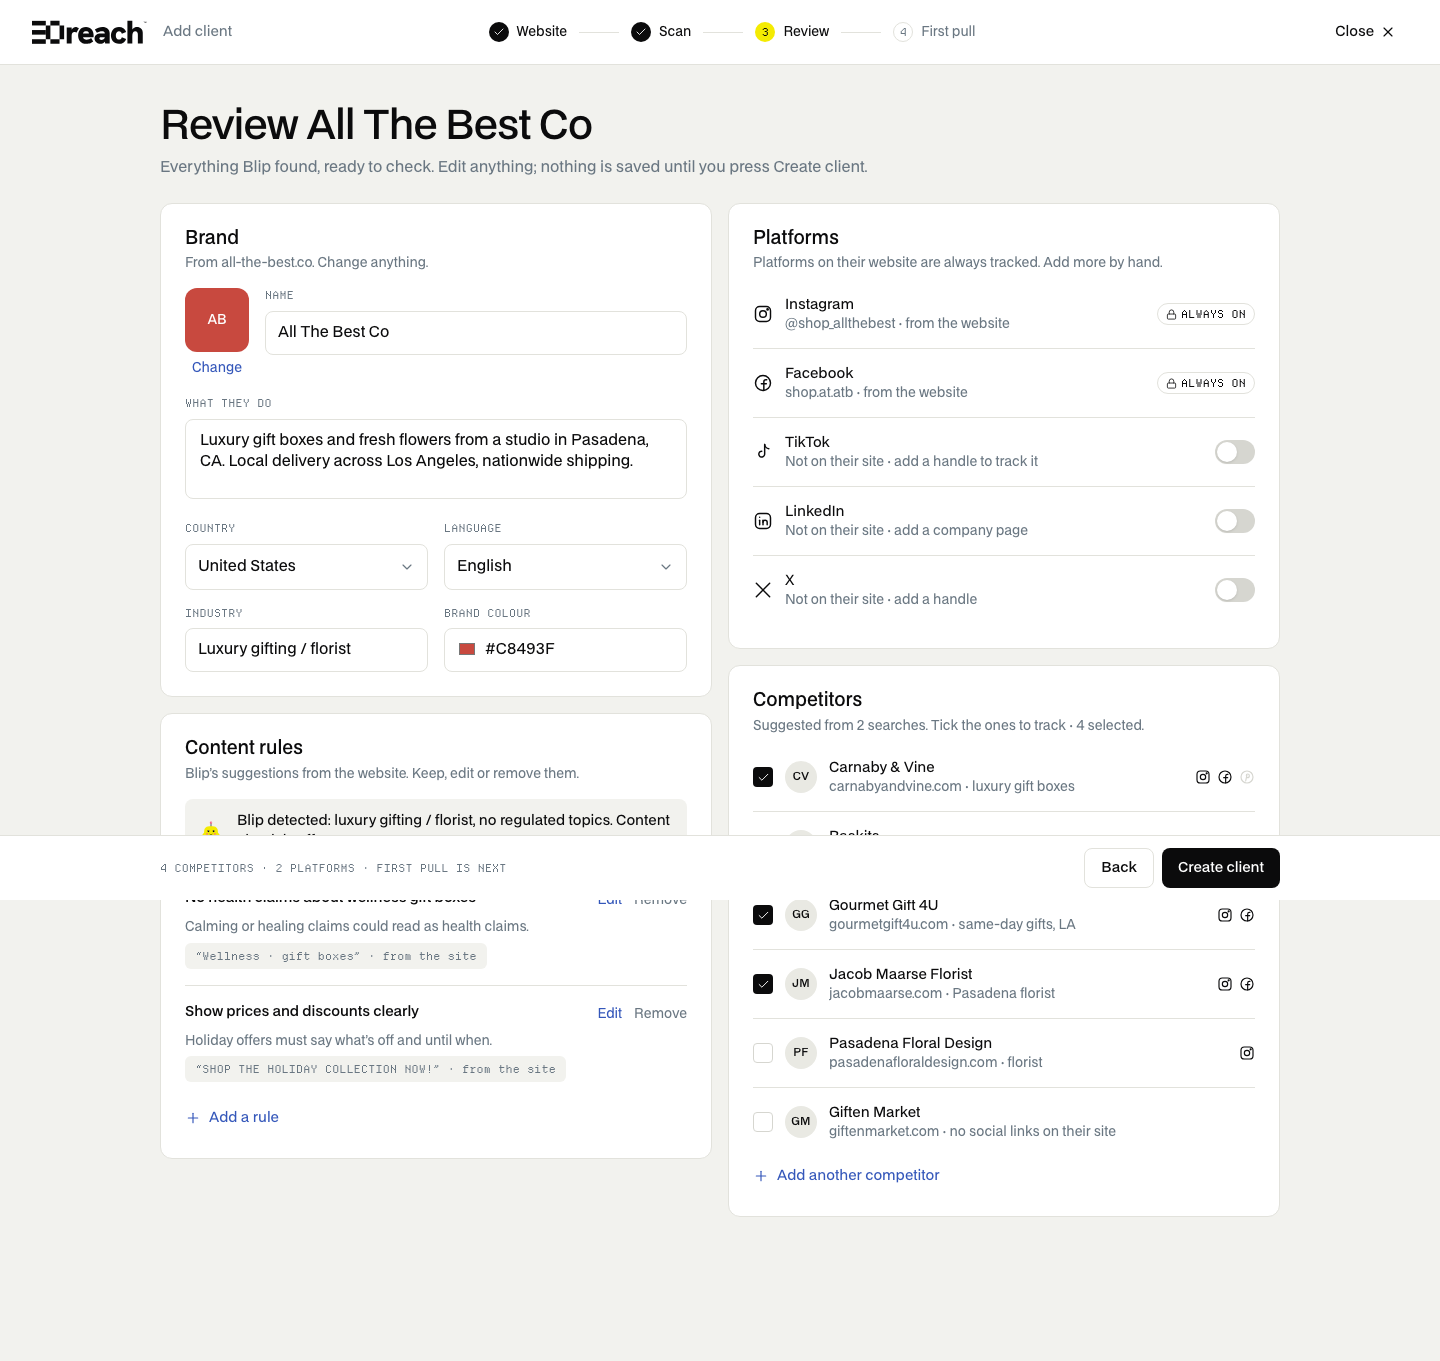 reach
Add client
Website
Scan
3
Review
4
First pull
Close
Review All The Best Co
Everything Blip found, ready to check. Edit anything; nothing is saved until you press Create client.
Brand
From all-the-best.co. Change anything.
AB
Change
NAME
All The Best Co
WHAT THEY DO
Luxury gift boxes and fresh flowers from a studio in Pasadena,
CA. Local delivery across Los Angeles, nationwide shipping.
COUNTRY
United States
LANGUAGE
English
INDUSTRY
Luxury gifting / florist
BRAND COLOUR
#C8493F
Content rules
Blip's suggestions from the website. Keep, edit or remove them.
Blip detected: luxury gifting / florist, no regulated topics. Content
No health claims about wellness gift boxes
Edit
Remove
Calming or healing claims could read as health claims.
“Wellness · gift boxes” · from the site
Show prices and discounts clearly
Edit
Remove
Holiday offers must say what's off and until when.
“SHOP THE HOLIDAY COLLECTION NOW!” · from the site
Add a rule
Platforms
Platforms on their website are always tracked. Add more by hand.
Instagram
@shop_allthebest · from the website
ALWAYS ON
Facebook
shop.at.atb · from the website
ALWAYS ON
TikTok
Not on their site · add a handle to track it
LinkedIn
Not on their site · add a company page
X
Not on their site · add a handle
Competitors
Suggested from 2 searches. Tick the ones to track · 4 selected.
CV
Carnaby & Vine
carnabyandvine.com · luxury gift boxes
GG
Gourmet Gift 4U
gourmetgift4u.com · same-day gifts, LA
JM
Jacob Maarse Florist
jacobmaarse.com · Pasadena florist
PF
Pasadena Floral Design
pasadenafloraldesign.com · florist
GM
Giften Market
giftenmarket.com · no social links on their site
Add another competitor
4 COMPETITORS · 2 PLATFORMS · FIRST PULL IS NEXT
Back
Create client